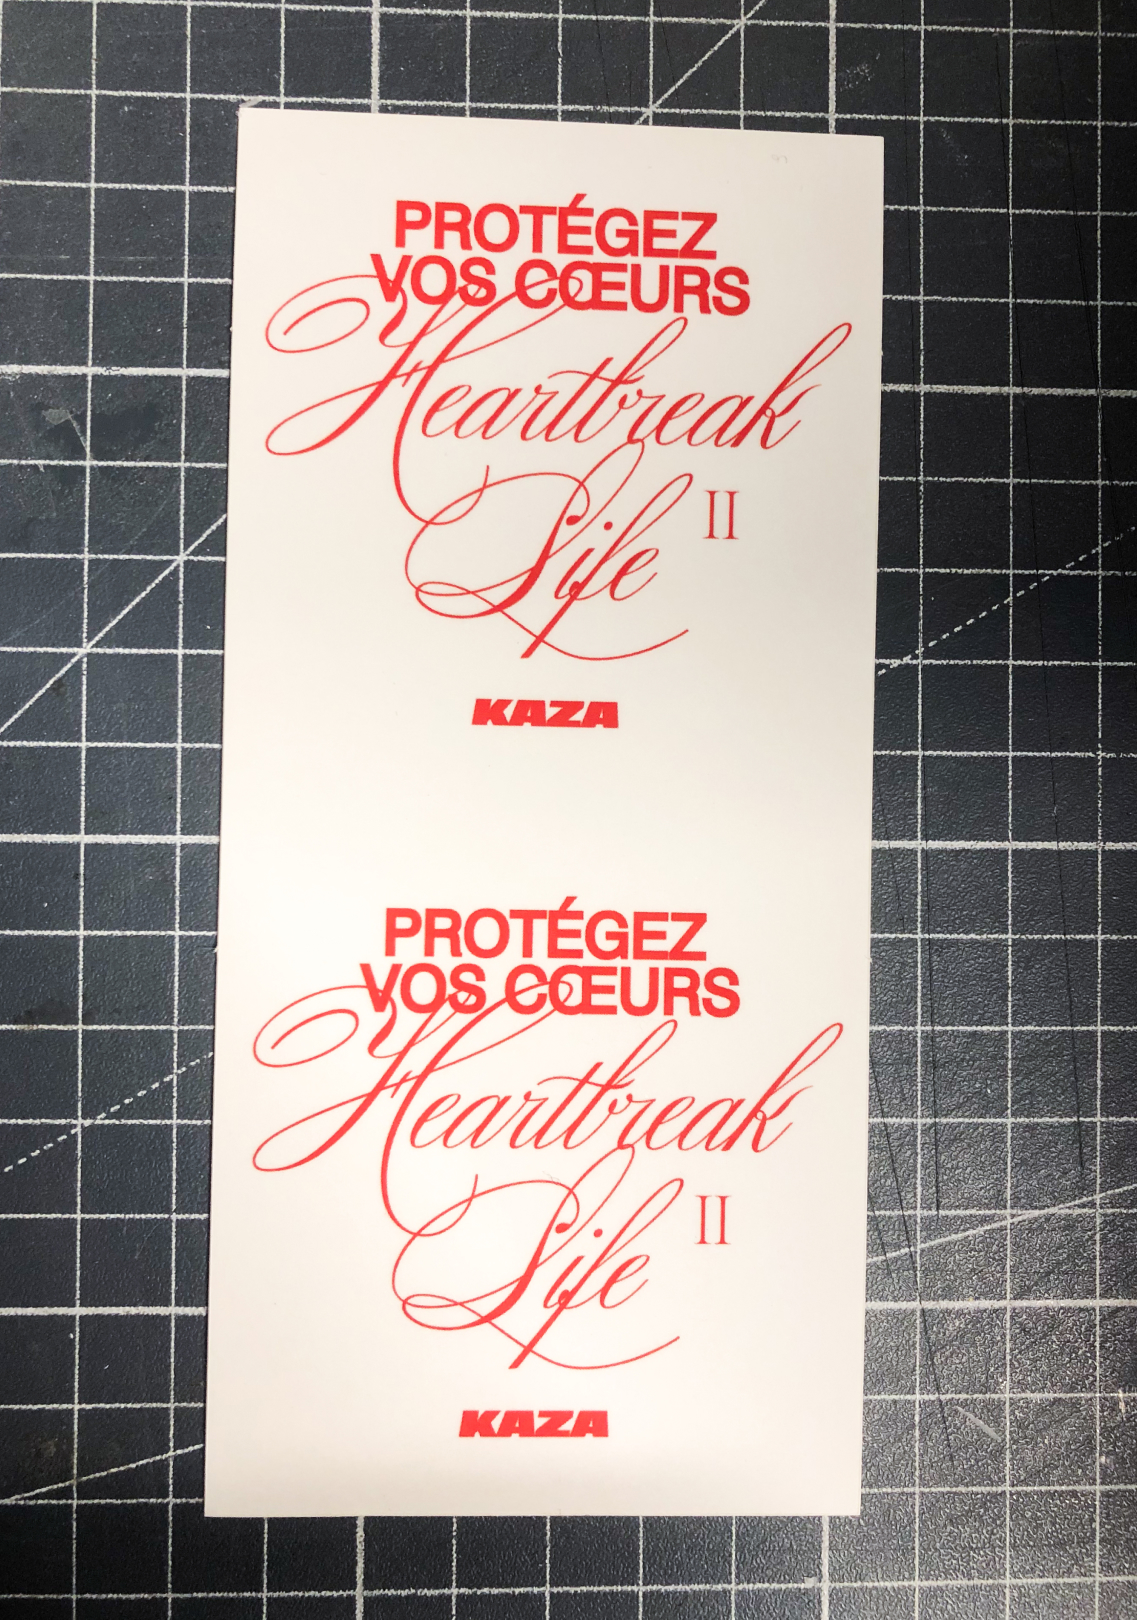 PROTÉGEZ
VOS CŒURS
Heartbreak
Life II
KAZA
PROTÉGEZ
VOS CŒURS
Heartbreak
Life II
KAZA